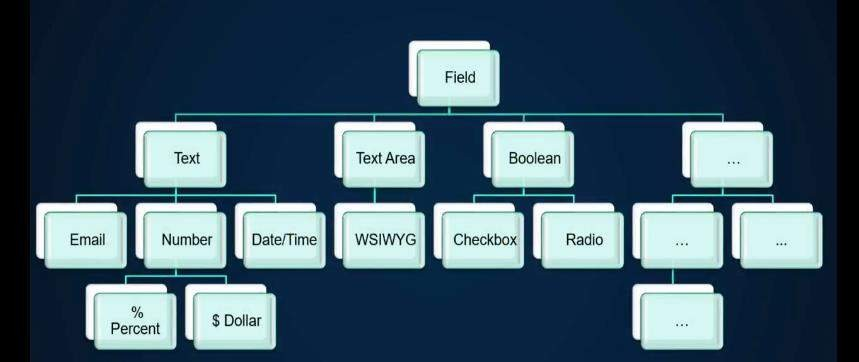 Field
Text
Text Area
Boolean
...
Email
Number
Date/Time
WSIWYG
Checkbox
Radio
...
...
%
Percent
$ Dollar
...